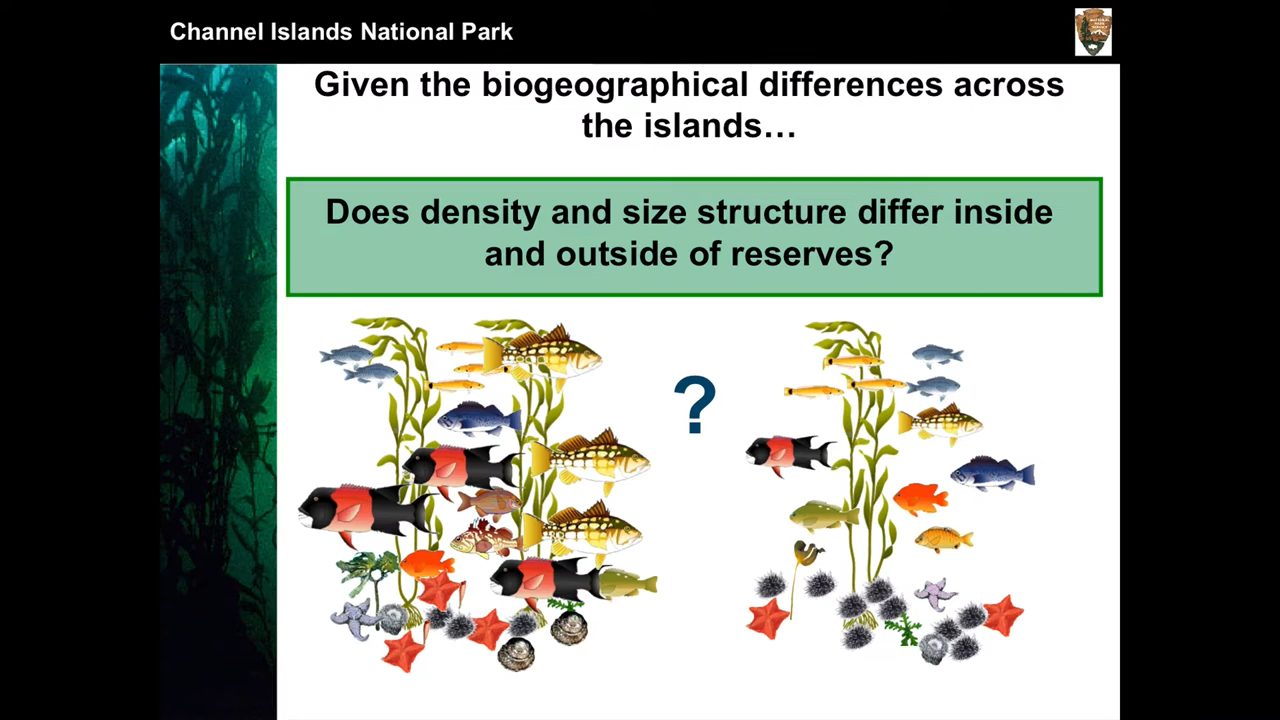 Channel Islands National Park
Given the biogeographical differences across
the islands…
Does density and size structure differ inside
and outside of reserves?
?